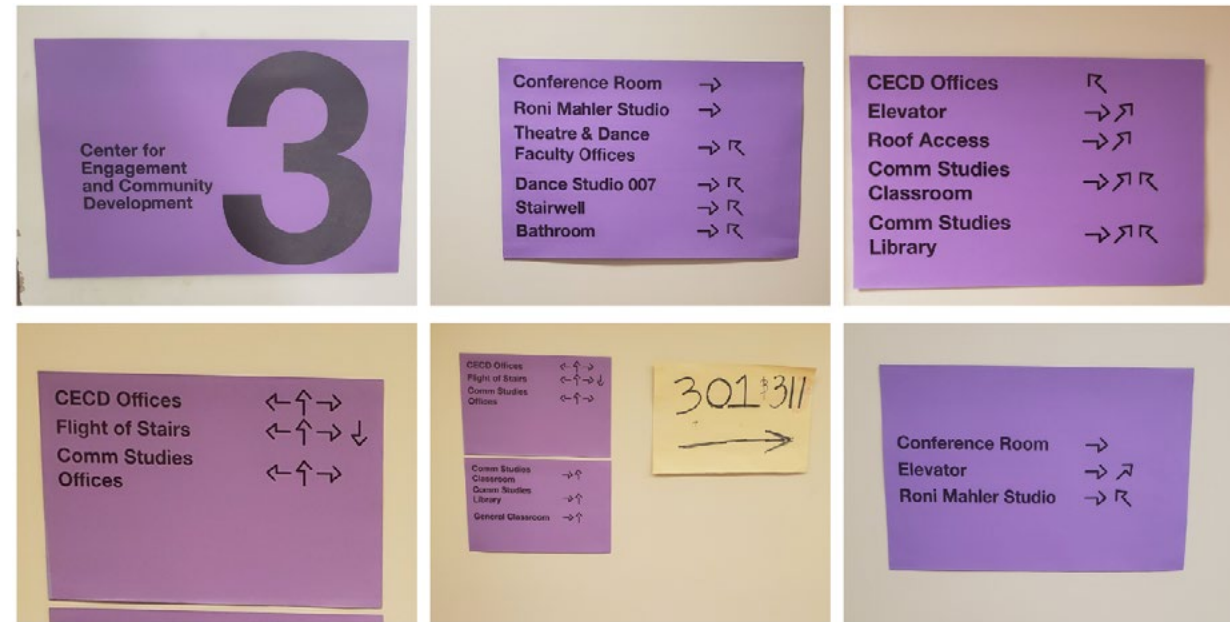 Center for
Engagement
and Community
Development
3
Conference Room →
Roni Mahler Studio →
Theatre & Dance
Faculty Offices → ↖
Dance Studio 007 → ↖
Stairwell → ↖
Bathroom → ↖
CECD Offices ↖
Elevator → ↗
Roof Access → ↗
Comm Studies
Classroom → ↗ ↖
Comm Studies
Library → ↗ ↖
CECD Offices ← ↑ →
Flight of Stairs ← ↑ → ↓
Comm Studies
Offices ← ↑ →
CECD Offices ← ↑ →
Flight of Stairs ← ↑ → ↓
Comm Studies
Offices ← ↑ →
Comm Studies
Classroom → ↑
Comm Studies
Library → ↑
General Classroom → ↑
301 & 311
→
Conference Room →
Elevator → ↗
Roni Mahler Studio → ↖